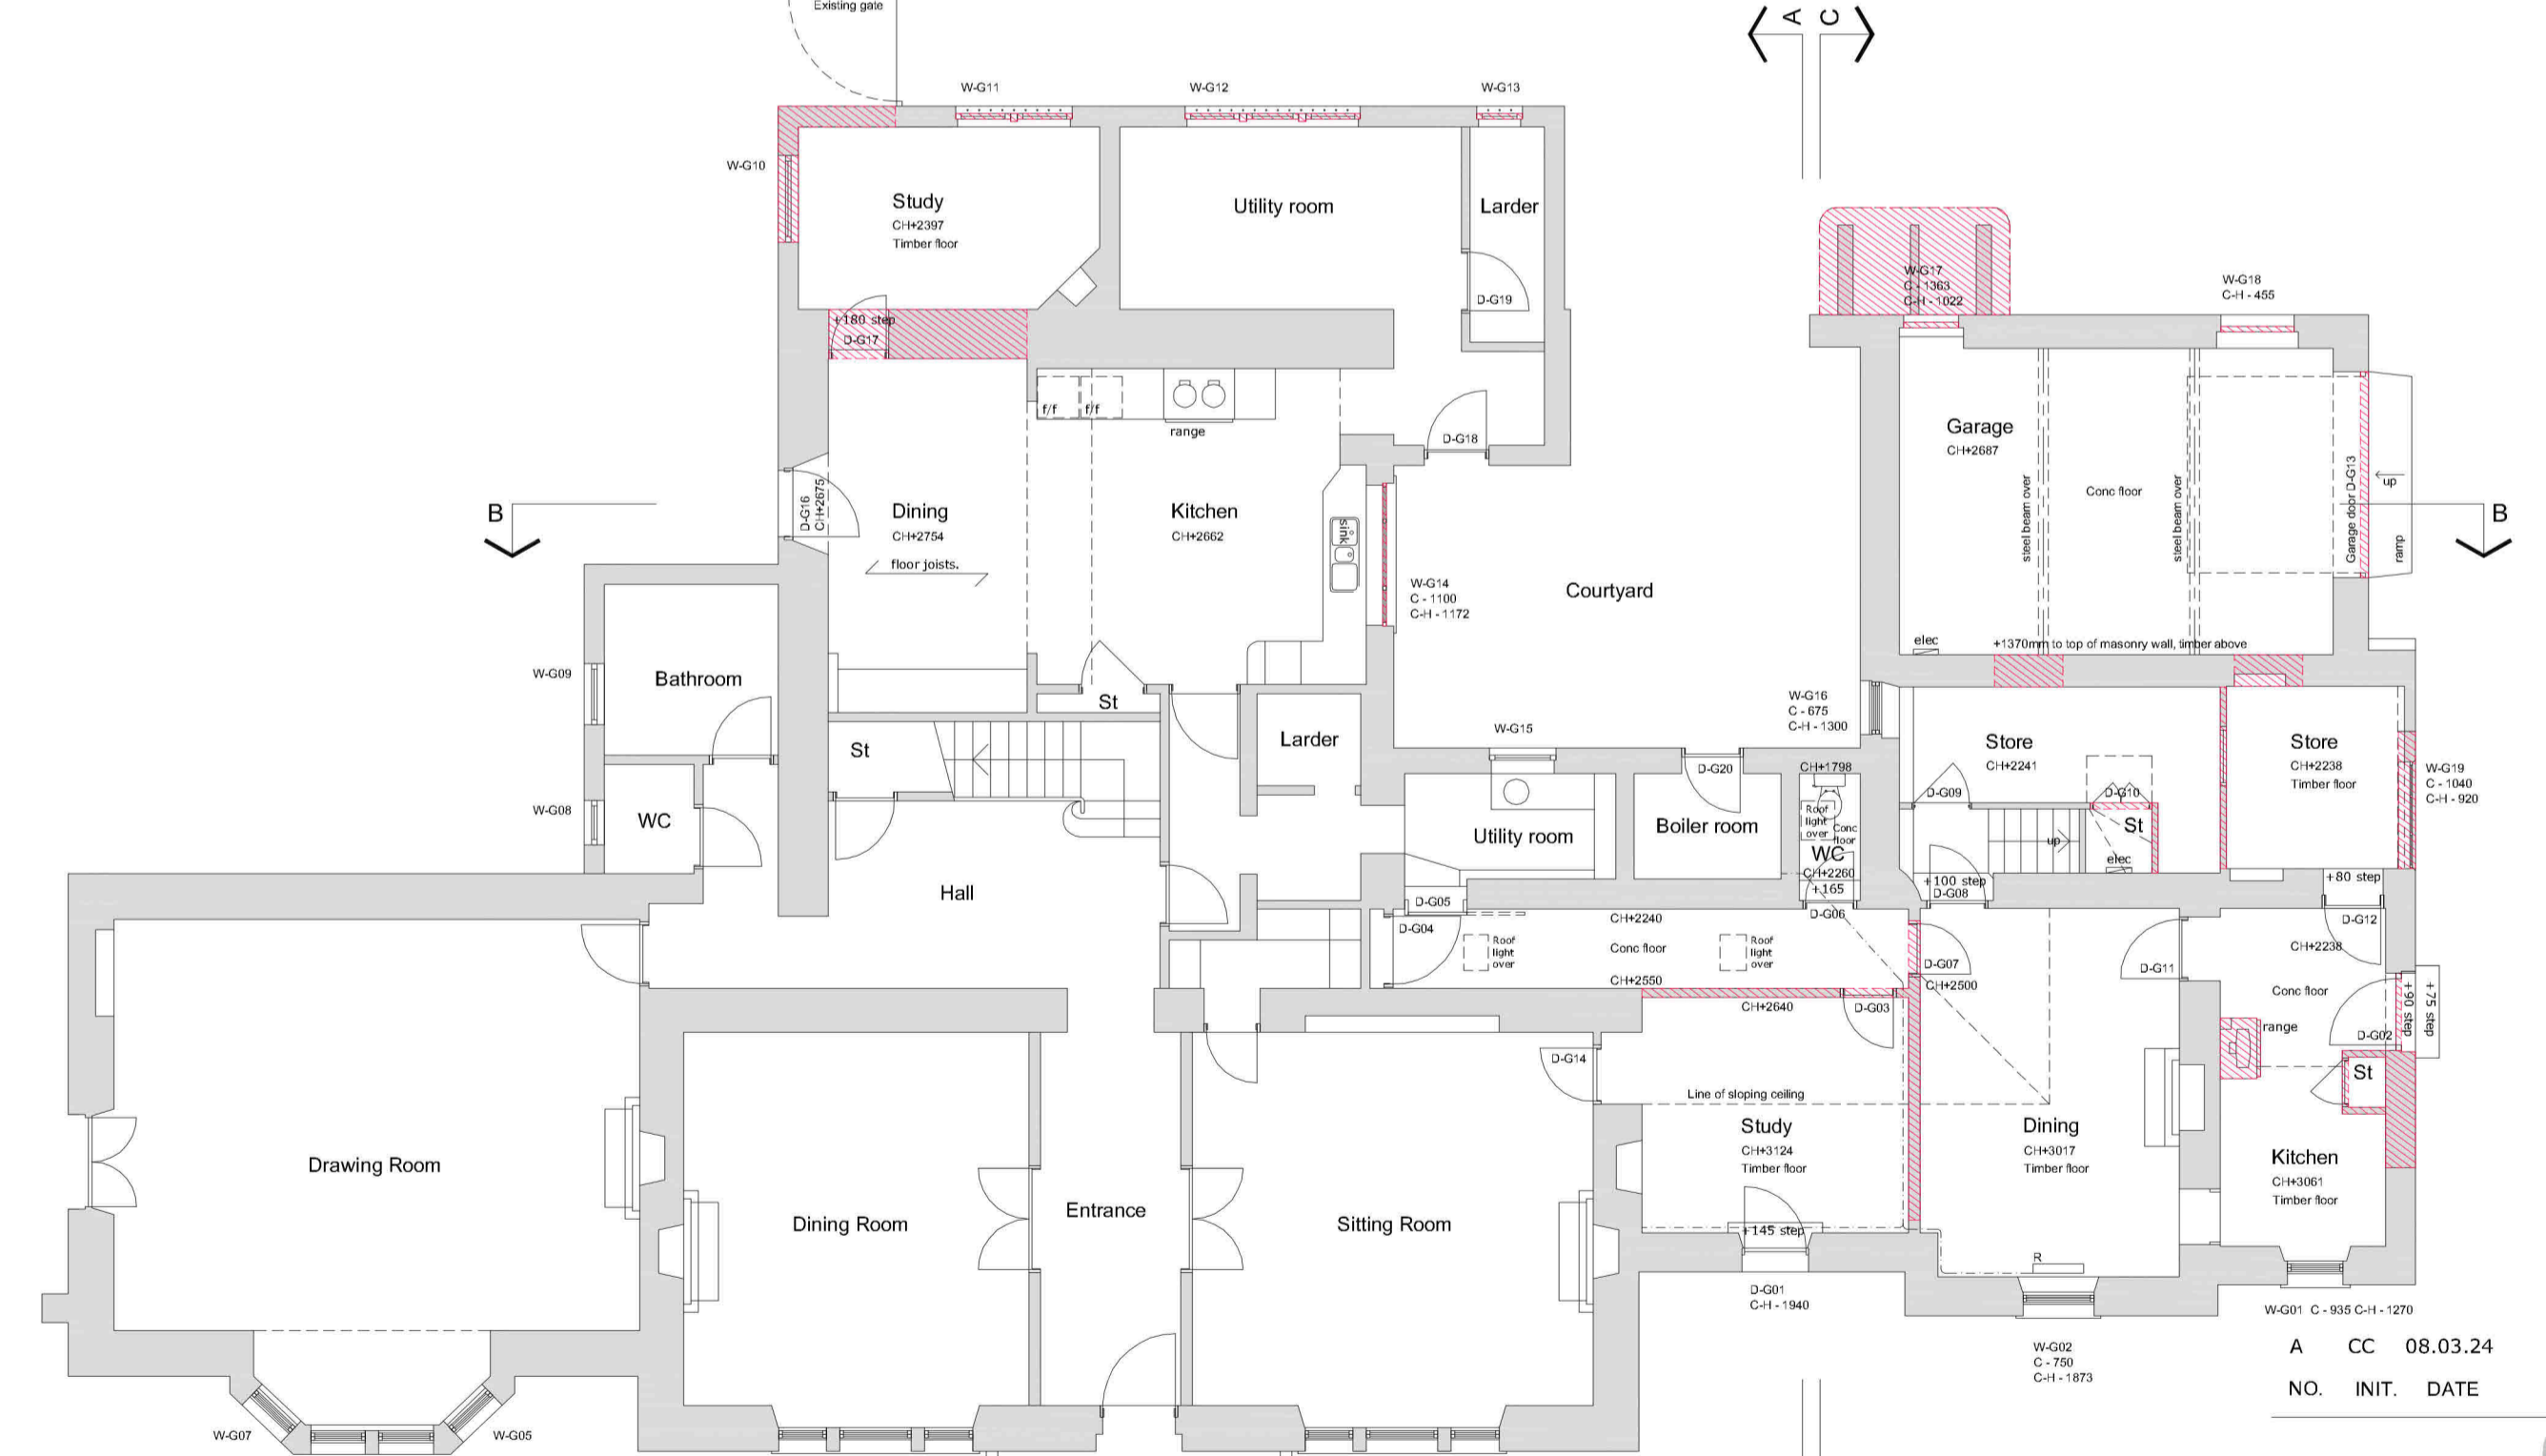 Existing gate
A
C
W-G11
W-G12
W-G13
W-G10
Study
CH+2397
Timber floor
Utility room
Larder
D-G19
+180 step
D-G17
W-G17
C - 1363
C-H - 1022
W-G18
C-H - 455
f/f
f/f
range
D-G18
Garage
CH+2687
steel beam over
Conc floor
steel beam over
Garage door D-G13
up
ramp
B
B
D-G16
CH+2675
Dining
CH+2754
floor joists.
Kitchen
CH+2662
sink
W-G14
C - 1100
C-H - 1172
Courtyard
elec
+1370mm to top of masonry wall, timber above
W-G09
Bathroom
St
W-G16
C - 675
C-H - 1300
W-G15
St
Larder
Store
CH+2241
Store
CH+2238
Timber floor
W-G19
C - 1040
C-H - 920
D-G20
CH+1798
W-G08
WC
D-G09
D-G10
St
Utility room
Boiler room
Roof
light
over
Conc
floor
WC
CH+2260
+165
up
elec
+100 step
D-G08
+80 step
Hall
D-G05
D-G06
D-G04
CH+2240
D-G12
Roof
light
over
Conc floor
Roof
light
over
CH+2238
D-G07
D-G11
CH+2550
CH+2500
Conc floor
CH+2640
D-G03
+90 step
+75 step
range
D-G02
D-G14
St
Line of sloping ceiling
Study
CH+3124
Timber floor
Dining
CH+3017
Timber floor
Kitchen
CH+3061
Timber floor
Drawing Room
Dining Room
Entrance
Sitting Room
+145 step
R
D-G01
C-H - 1940
W-G01 C - 935 C-H - 1270
W-G02
C - 750
C-H - 1873
A CC 08.03.24
NO. INIT. DATE
W-G07
W-G05